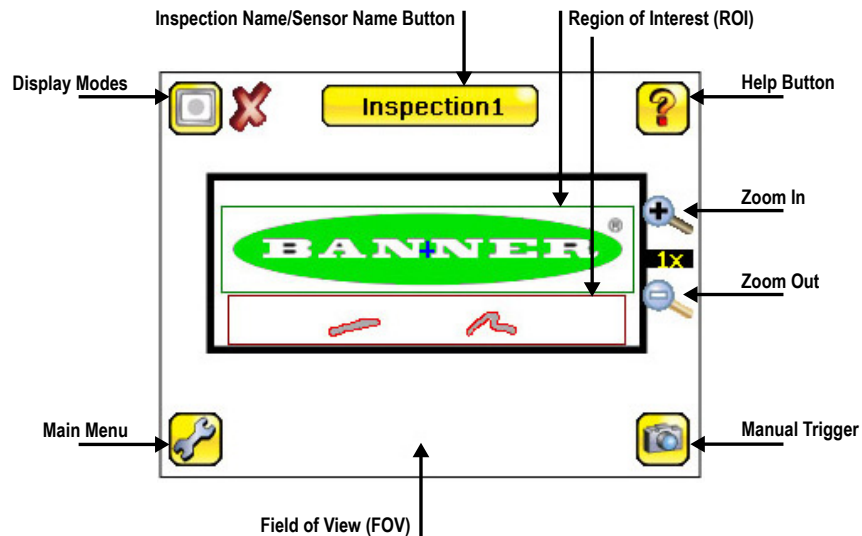 Inspection Name/Sensor Name Button
Region of Interest (ROI)
Display Modes
Help Button
Inspection1
Zoom In
BANNER®
1x
Zoom Out
Main Menu
Manual Trigger
Field of View (FOV)